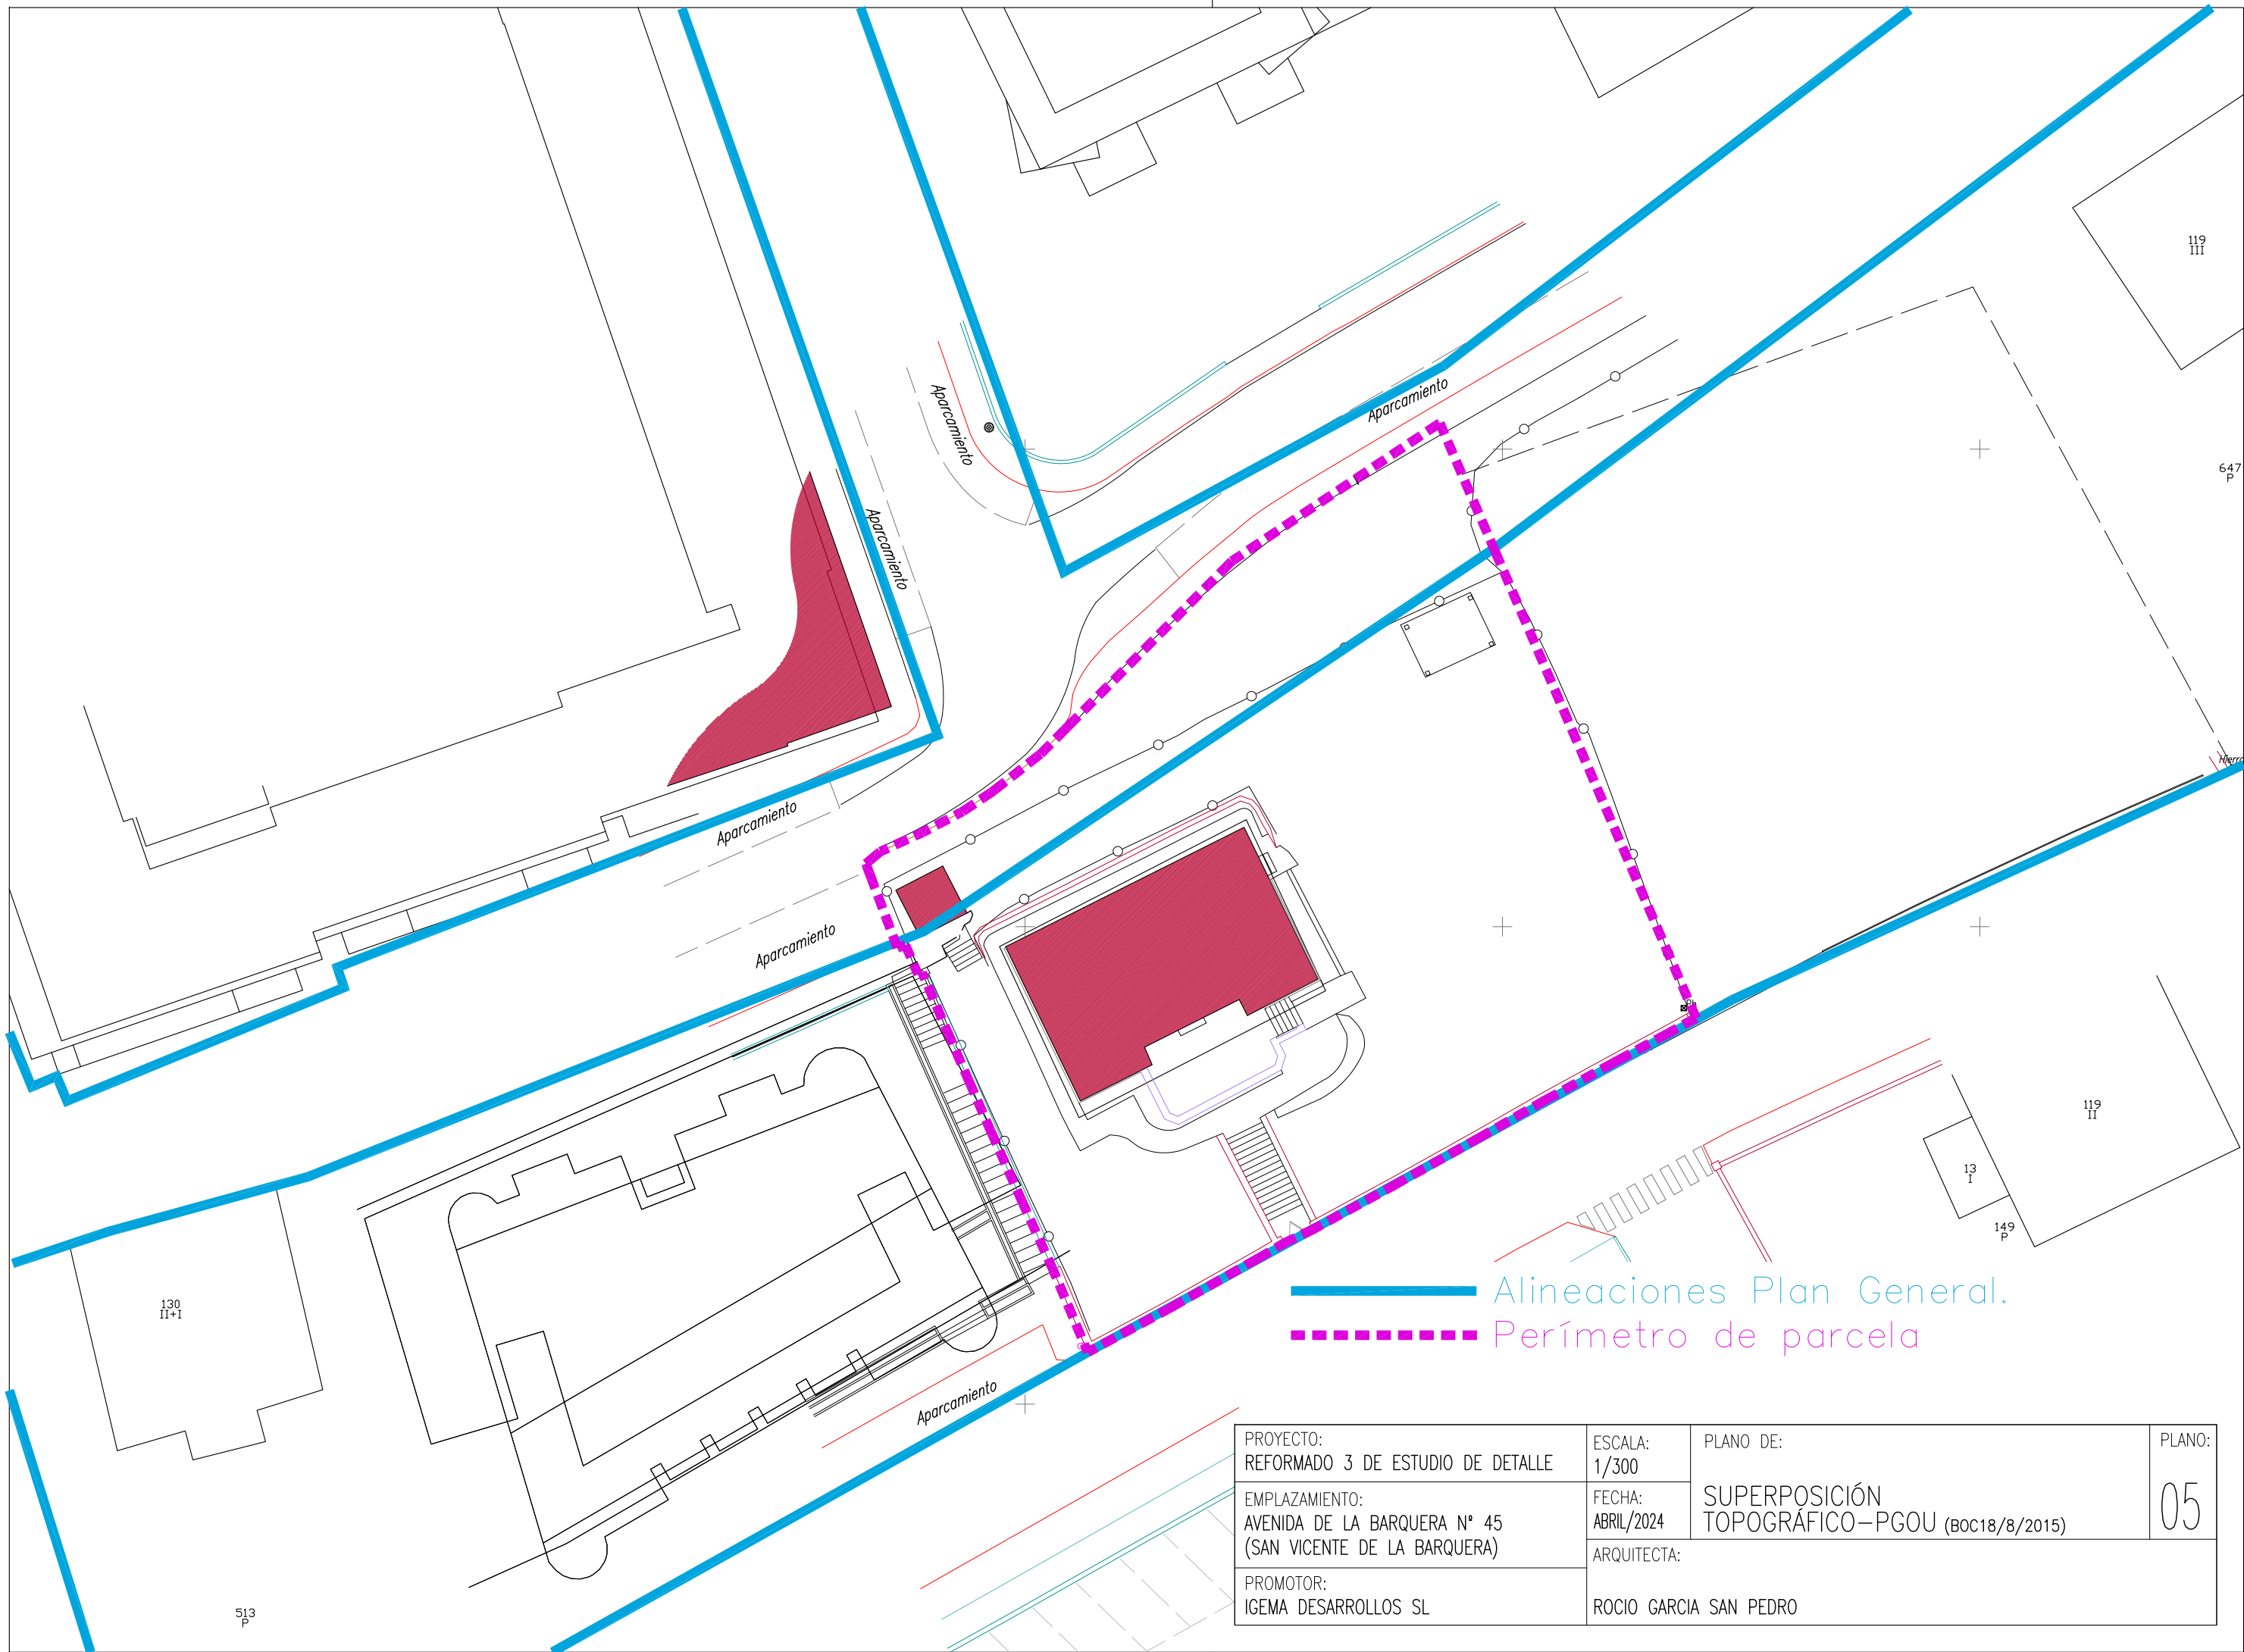 119
III
647
P
Aparcamiento
Aparcamiento
Aparcamiento
Hierro
Aparcamiento
Aparcamiento
119
II
13
I
149
P
Alineaciones Plan General.
Perímetro de parcela
130
II+I
Aparcamiento
513
P
PROYECTO:
REFORMADO 3 DE ESTUDIO DE DETALLE
ESCALA:
1/300
PLANO DE:
SUPERPOSICIÓN
TOPOGRÁFICO-PGOU (BOC18/8/2015)
PLANO:
05
EMPLAZAMIENTO:
AVENIDA DE LA BARQUERA Nº 45
(SAN VICENTE DE LA BARQUERA)
FECHA:
ABRIL/2024
PROMOTOR:
IGEMA DESARROLLOS SL
ARQUITECTA:
ROCIO GARCIA SAN PEDRO